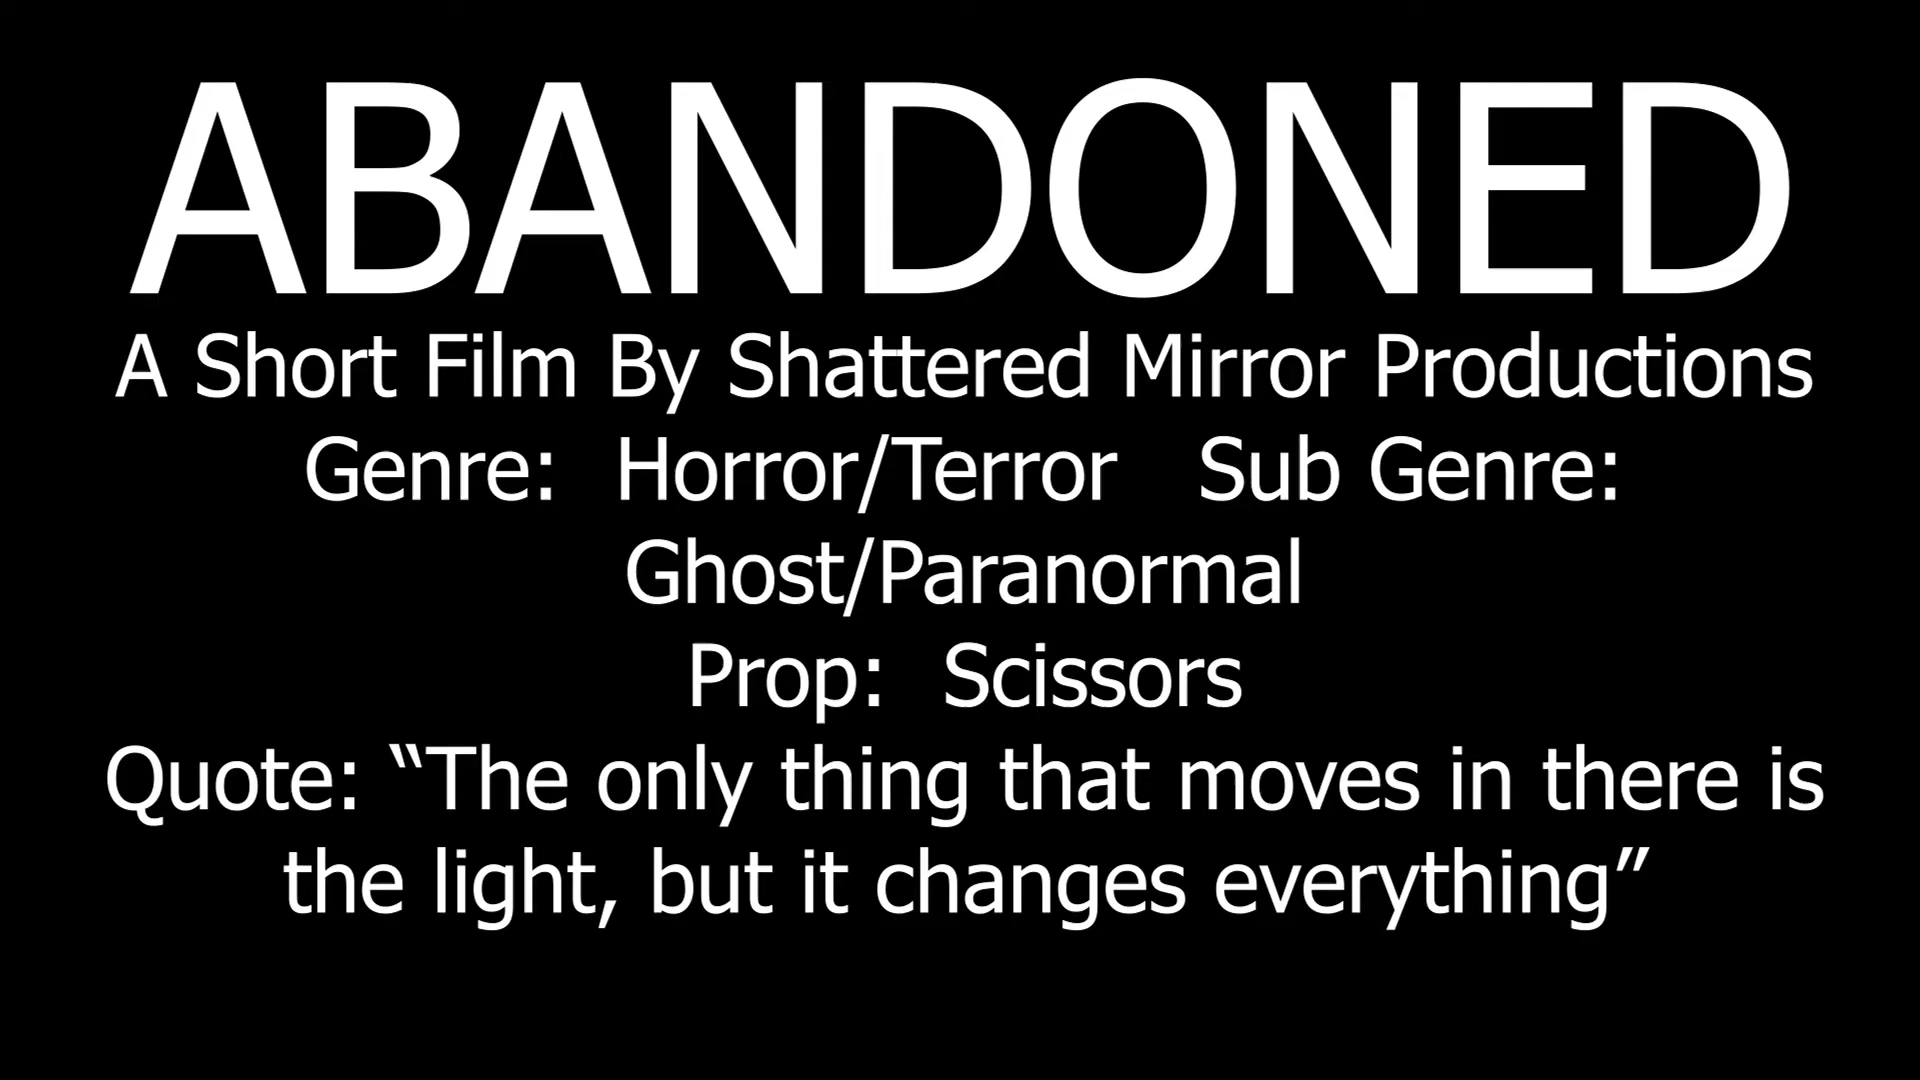 ABANDONED
A Short Film By Shattered Mirror Productions
Genre:  Horror/Terror   Sub Genre:
Ghost/Paranormal
Prop:  Scissors
Quote: “The only thing that moves in there is
the light, but it changes everything”